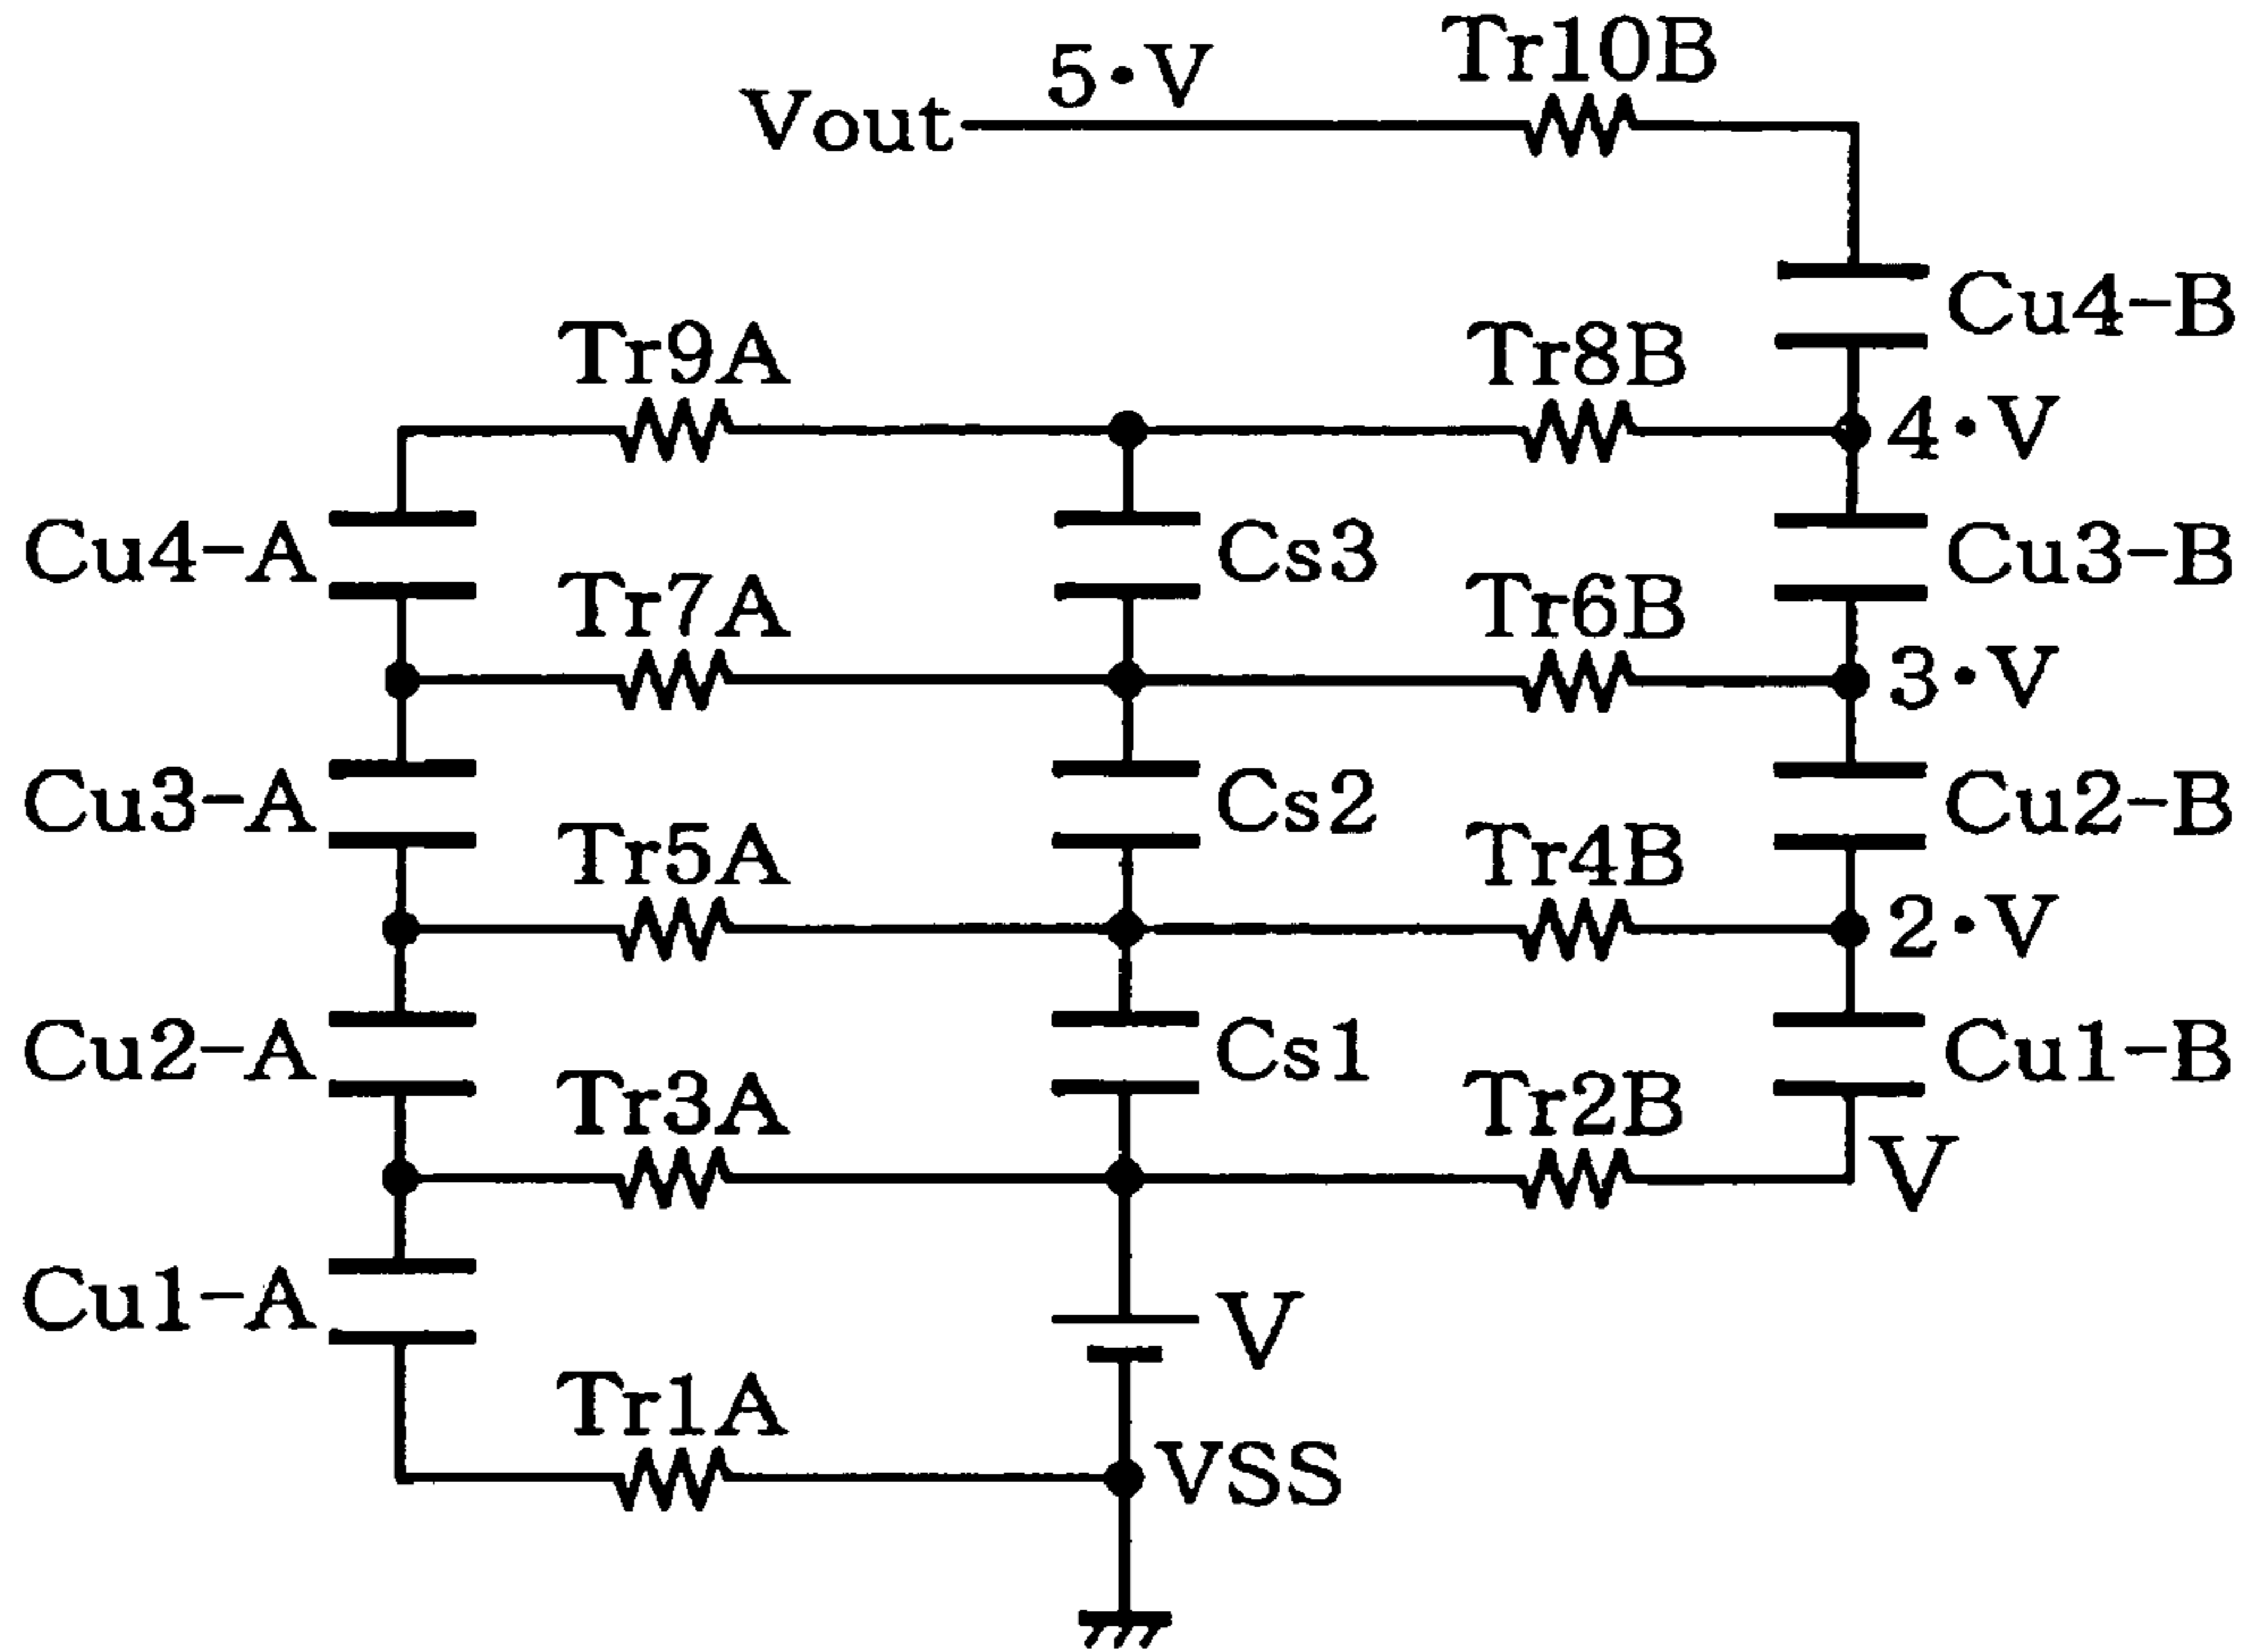 Tr10B
5·V
Vout
Cu4-B
Tr9A
Tr8B
4·V
Cu4-A
Cs3
Cu3-B
Tr7A
Tr6B
3·V
Cu3-A
Cs2
Cu2-B
Tr5A
Tr4B
2·V
Cu2-A
Cs1
Cu1-B
Tr3A
Tr2B
V
Cu1-A
V
Tr1A
VSS